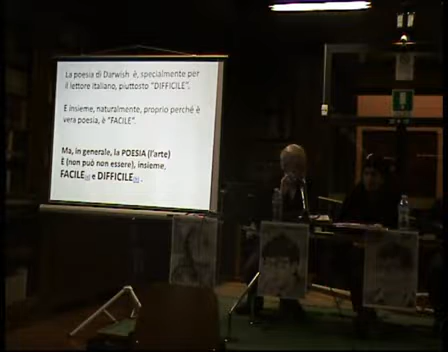 La poesia di Darwish è, specialmente per
il lettore italiano, piuttosto "DIFFICILE".
E insieme, naturalmente, proprio perché è
vera poesia, è "FACILE".
Ma, in generale, la POESIA (l'arte)
È (non può non essere), insieme,
FACILE e DIFFICILE .